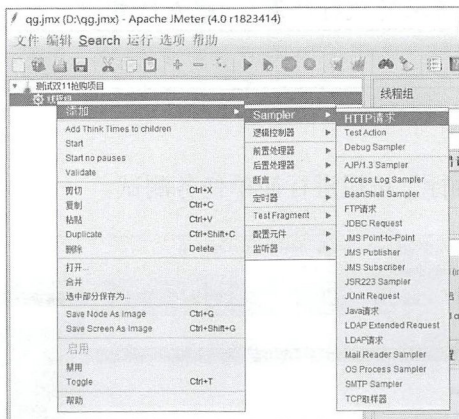 qg.jmx (D:\qg.jmx) - Apache JMeter (4.0 r1823414)
文件 编辑 Search 运行 选项 帮助
测试双11抢购项目
线程组
线程组
添加
Add Think Times to children
Start
Start no pauses
Validate
剪切 Ctrl+X
复制 Ctrl+C
粘贴 Ctrl+V
Duplicate Ctrl+Shift+C
删除 Delete
打开...
合并
选中部分保存为...
Save Node As Image Ctrl+G
Save Screen As Image Ctrl+Shift+G
启用
禁用
Toggle Ctrl+T
帮助
Sampler
逻辑控制器
前置处理器
后置处理器
断言
定时器
Test Fragment
配置元件
监听器
HTTP请求
Test Action
Debug Sampler
AJP/1.3 Sampler
Access Log Sampler
BeanShell Sampler
FTP请求
JDBC Request
JMS Point-to-Point
JMS Publisher
JMS Subscriber
JSR223 Sampler
JUnit Request
Java请求
LDAP Extended Request
LDAP请求
Mail Reader Sampler
OS Process Sampler
SMTP Sampler
TCP取样器